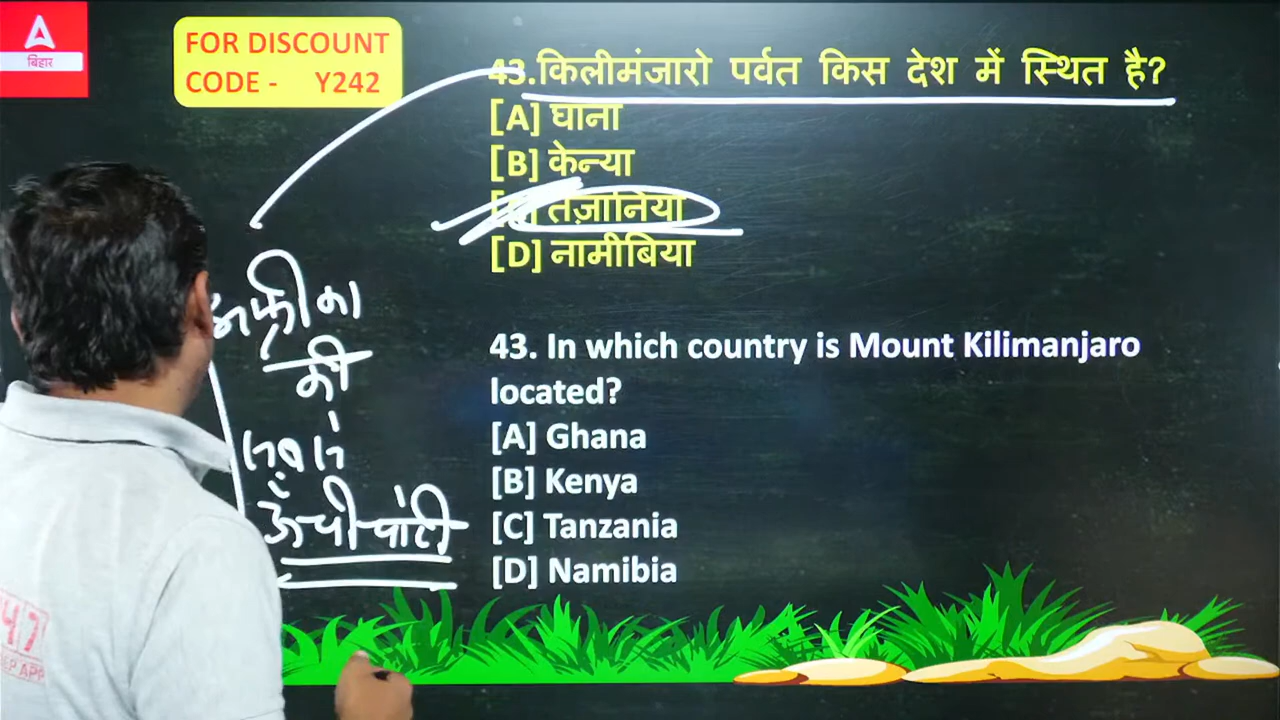 बिहार
FOR DISCOUNT
CODE - Y242
43.किलीमंजारो पर्वत किस देश में स्थित है?
[A] घाना
[B] केन्या
तंज़ानिया
[D] नामीबिया
अफ्रीका
की
सबसे
ऊँची चोटी
43. In which country is Mount Kilimanjaro
located?
[A] Ghana
[B] Kenya
[C] Tanzania
[D] Namibia